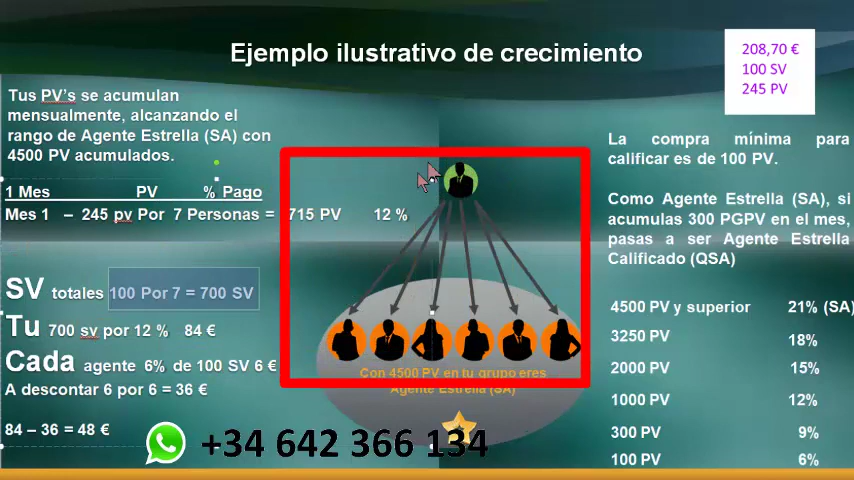 Ejemplo ilustrativo de crecimiento
208,70 €
100 SV
245 PV
Tus PV's se acumulan
mensualmente, alcanzando el
rango de Agente Estrella (SA) con
4500 PV acumulados.
1 Mes PV % Pago
Mes 1 – 245 pv Por 7 Personas = 715 PV 12 %
SV totales 100 Por 7 = 700 SV
Tu 700 sv por 12 % 84 €
Cada agente 6% de 100 SV 6 €
A descontar 6 por 6 = 36 €
84 – 36 = 48 €
Con 4500 PV en tu grupo eres
Agente Estrella (SA)
+34 642 366 134
La compra mínima para
calificar es de 100 PV.
Como Agente Estrella (SA), si
acumulas 300 PGPV en el mes,
pasas a ser Agente Estrella
Calificado (QSA)
4500 PV y superior 21% (SA)
3250 PV 18%
2000 PV 15%
1000 PV 12%
300 PV 9%
100 PV 6%